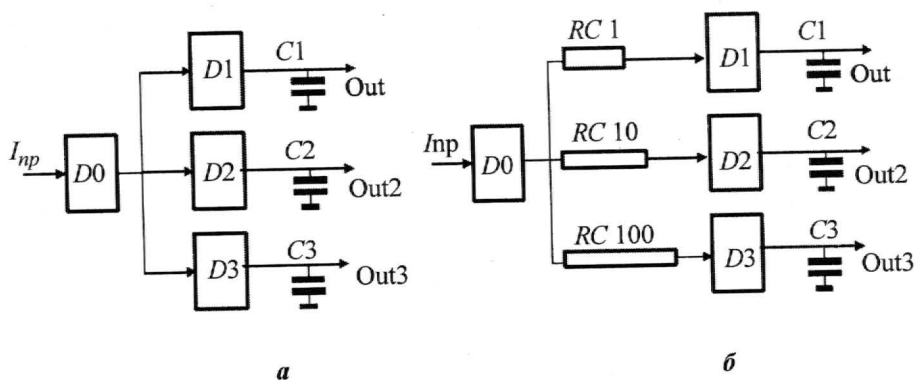 D1
C1
Out
I_np
D0
D2
C2
Out2
D3
C3
Out3
а
RC 1
D1
C1
Out
Inp
D0
RC 10
D2
C2
Out2
RC 100
D3
C3
Out3
б